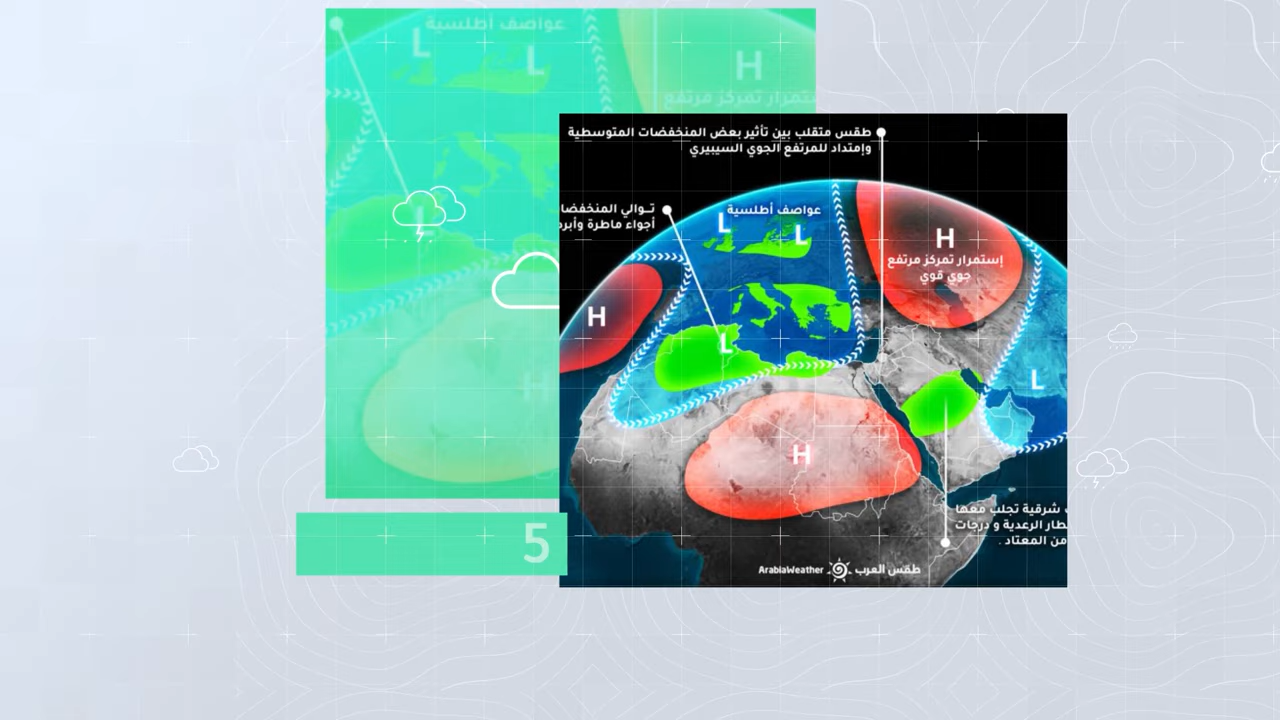 عواصف أطلسية
L
L
H
إستمرار تمركز مرتفع
طقس متقلب بين تأثير بعض المنخفضات المتوسطية
وإمتداد للمرتفع الجوي السيبيري
تـوالي المنخفضا
أجواء ماطرة وأبرد
عواصف أطلسية
L
L
H
إستمرار تمركز مرتفع
جوي قوي
H
L
L
H
شرقية تجلب معها
طار الرعدية و درجات
من المعتاد .
ArabiaWeather طقس العرب
5